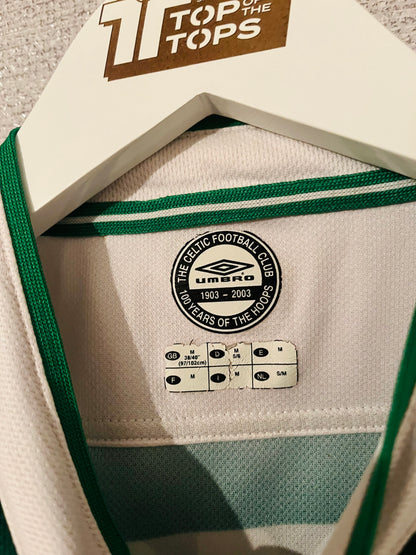 TT TOP OF THE TOPS
THE CELTIC FOOTBALL CLUB
UMBRO
1903 - 2003
100 YEARS OF THE HOOPS
GB M 38/40" (97/102cm) D M 5/6 E M
F M I M NL S/M